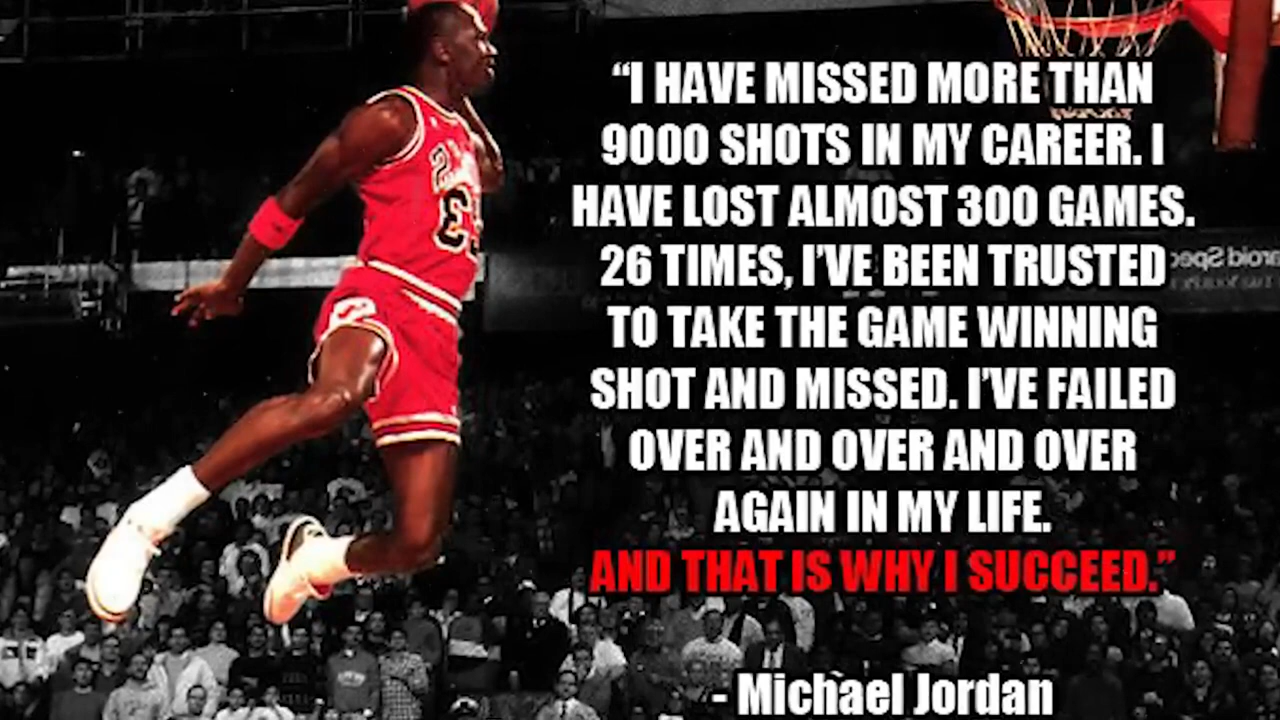 “I HAVE MISSED MORE THAN
9000 SHOTS IN MY CAREER. I
HAVE LOST ALMOST 300 GAMES.
26 TIMES, I’VE BEEN TRUSTED
TO TAKE THE GAME WINNING
SHOT AND MISSED. I’VE FAILED
OVER AND OVER AND OVER
AGAIN IN MY LIFE.
AND THAT IS WHY I SUCCEED.”
- Michael Jordan